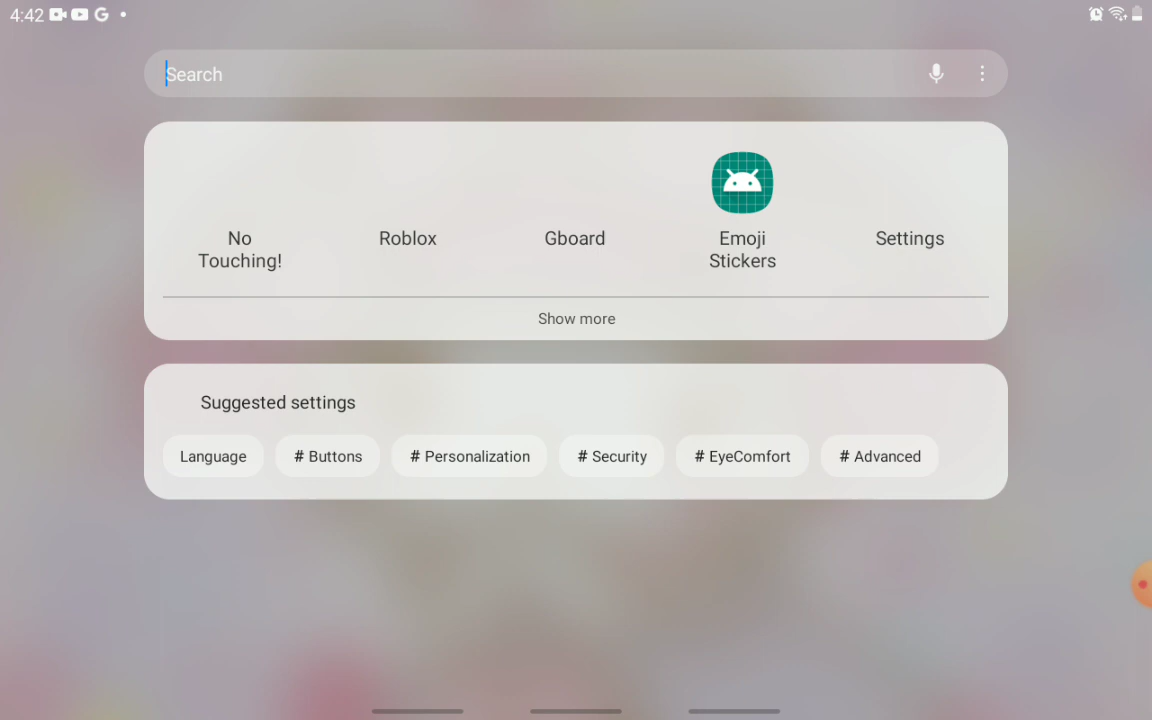 4:42
Search
No
Touching!
Roblox
Gboard
Emoji
Stickers
Settings
Show more
Suggested settings
Language
# Buttons
# Personalization
# Security
# EyeComfort
# Advanced